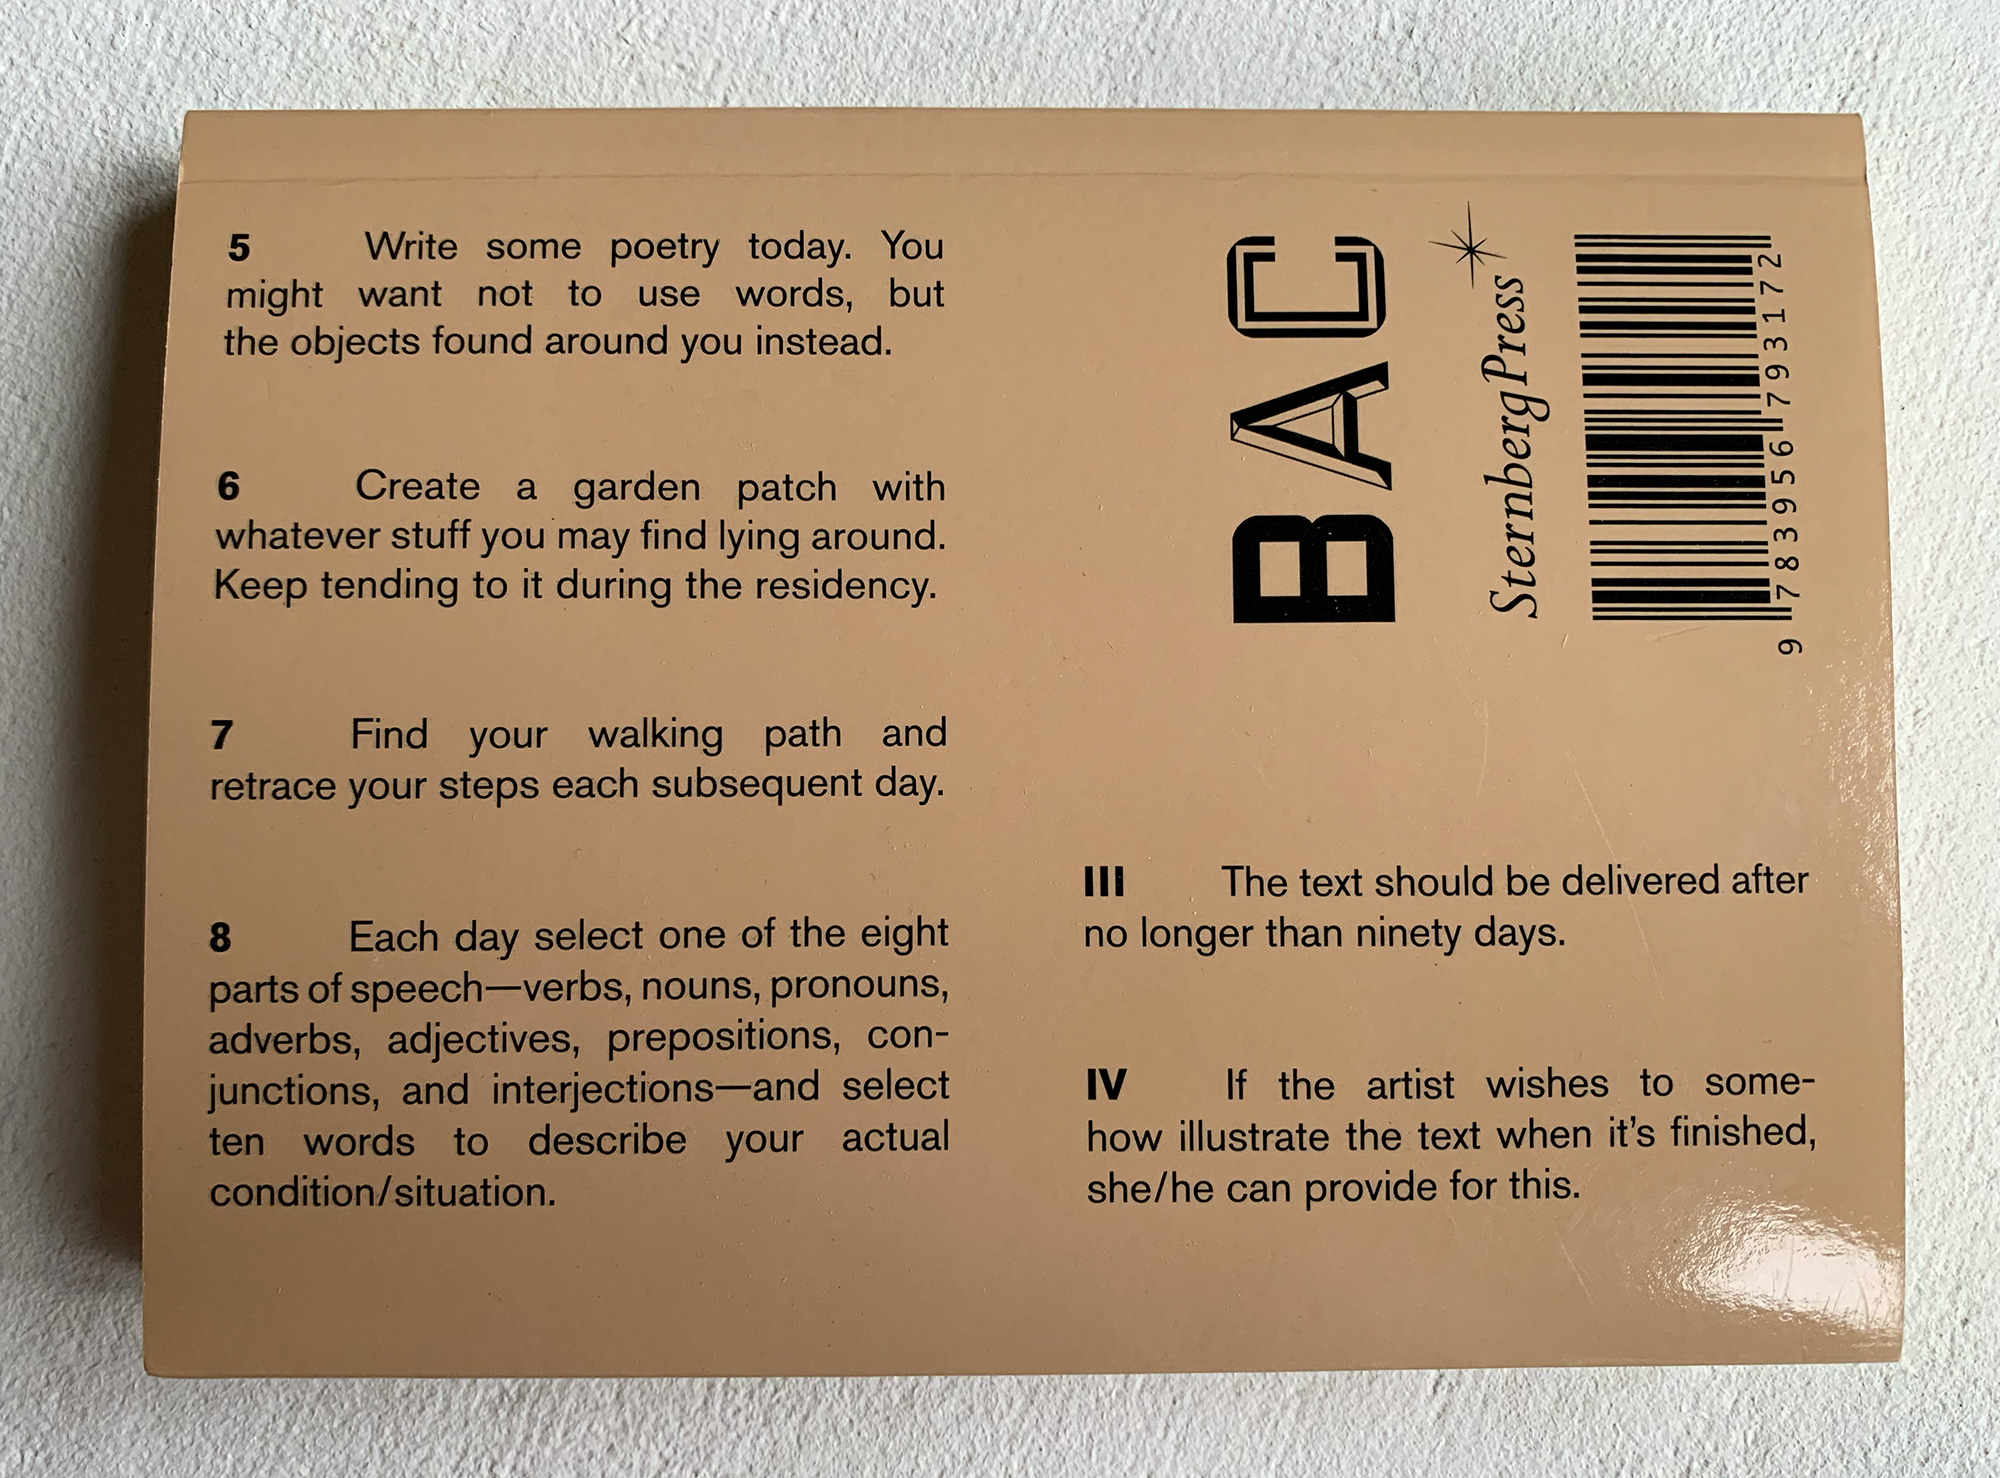 5 Write some poetry today. You
might want not to use words, but
the objects found around you instead.
6 Create a garden patch with
whatever stuff you may find lying around.
Keep tending to it during the residency.
7 Find your walking path and
retrace your steps each subsequent day.
8 Each day select one of the eight
parts of speech—verbs, nouns, pronouns,
adverbs, adjectives, prepositions, con-
junctions, and interjections—and select
ten words to describe your actual
condition/situation.
BAC
SternbergPress
9 783956 793172
III The text should be delivered after
no longer than ninety days.
IV If the artist wishes to some-
how illustrate the text when it's finished,
she/he can provide for this.